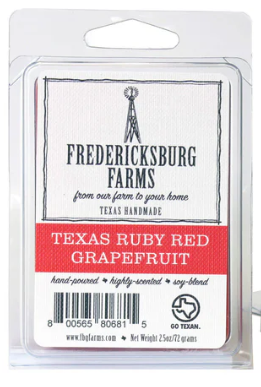 FREDERICKSBURG
FARMS
from our farm to your home
TEXAS HANDMADE
TEXAS RUBY RED
GRAPEFRUIT
hand-poured highly-scented soy-blend
8 00565 80681 5
GO TEXAN.
www.fbgfarms.com Net Weight 2.5oz/72 grams